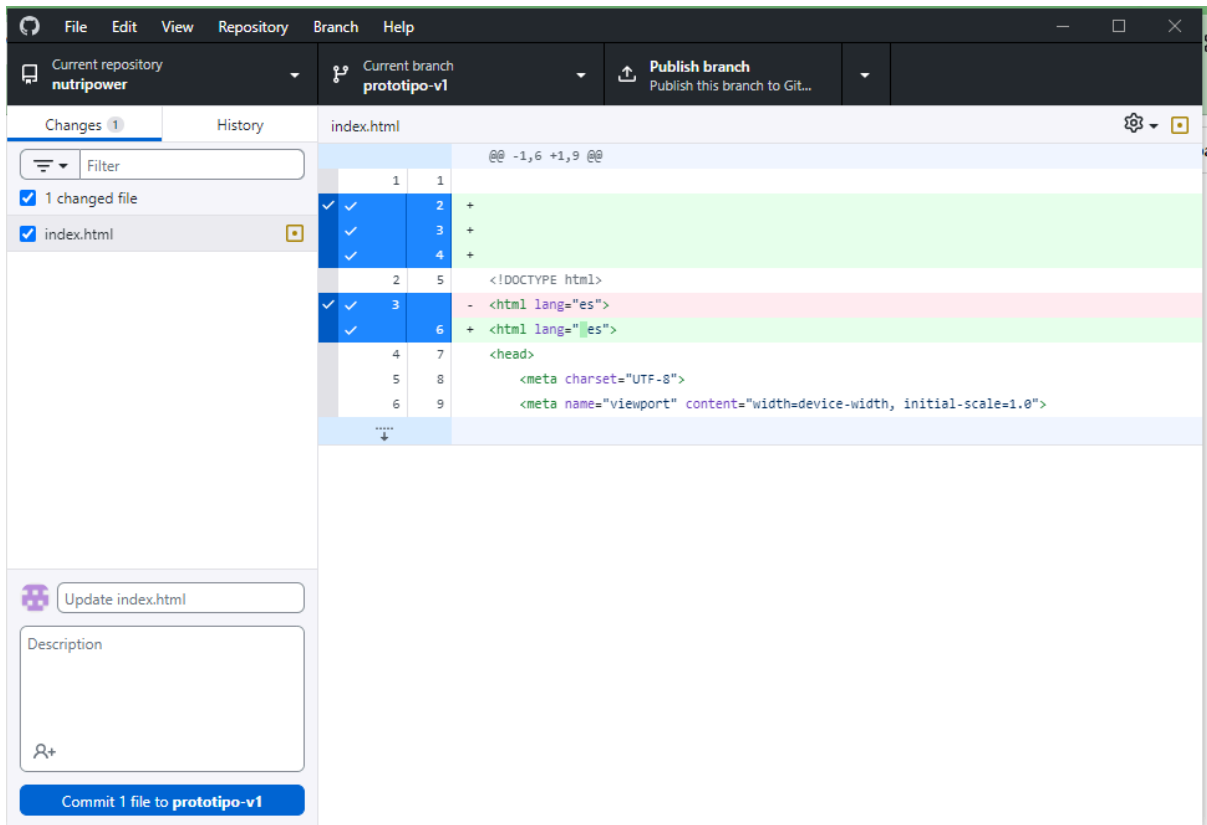 File Edit View Repository Branch Help
Current repository
nutripower
Current branch
prototipo-v1
Publish branch
Publish this branch to Git...
Changes 1 History
Filter
1 changed file
index.html
index.html
@@ -1,6 +1,9 @@
1 1
2 +
3 +
4 +
2 5 <!DOCTYPE html>
3 - <html lang="es">
6 + <html lang=" es">
4 7 <head>
5 8 <meta charset="UTF-8">
6 9 <meta name="viewport" content="width=device-width, initial-scale=1.0">
Update index.html
Description
Commit 1 file to prototipo-v1